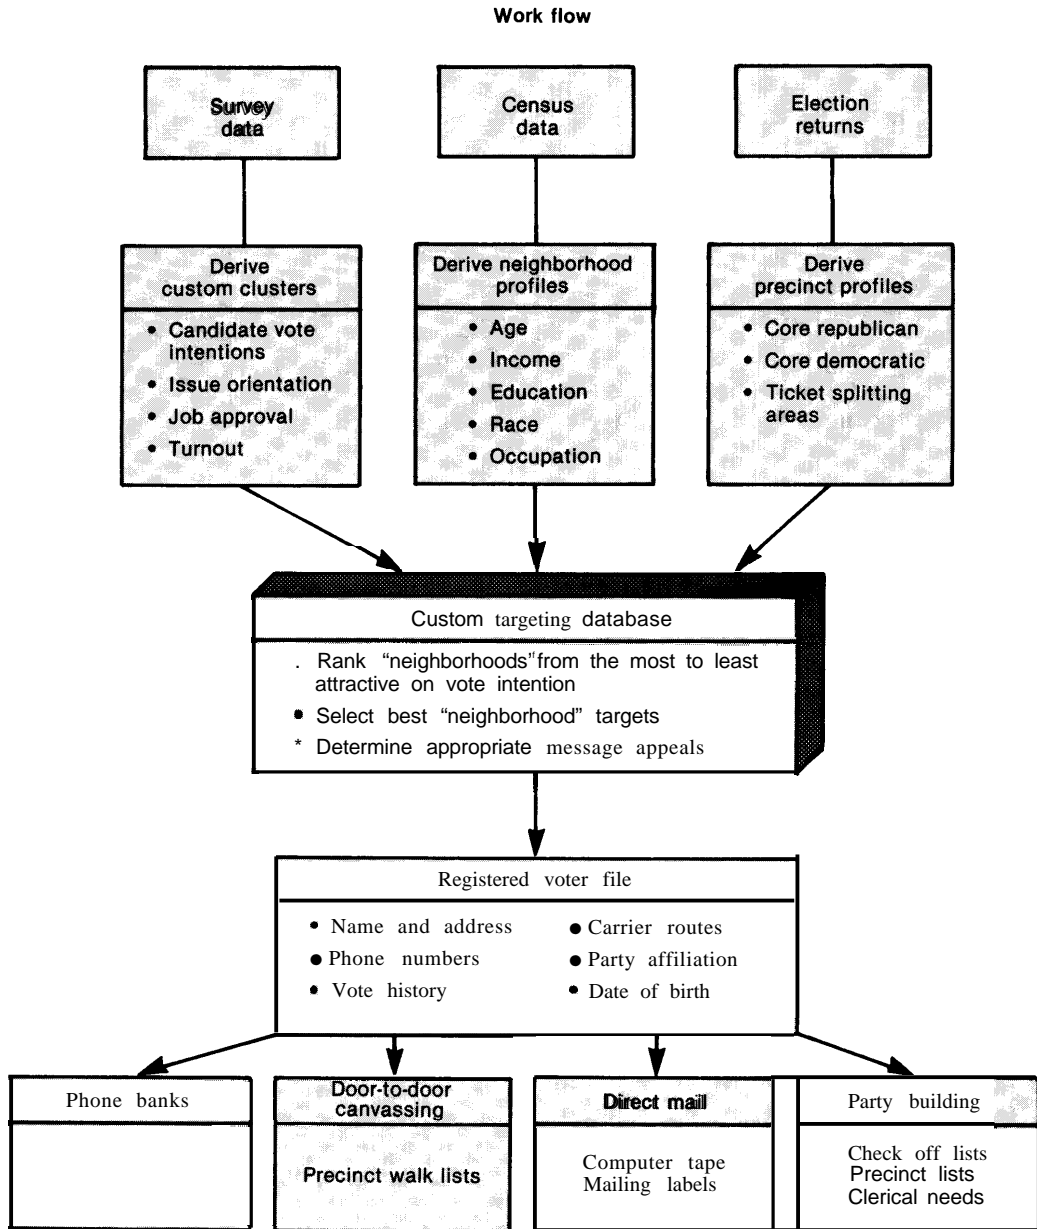 Work flow
Survey
data
Census
data
Election
returns
Derive
custom clusters
• Candidate vote
intentions
• Issue orientation
• Job approval
• Turnout
Derive neighborhood
profiles
• Age
• Income
• Education
• Race
• Occupation
Derive
precinct profiles
• Core republican
• Core democratic
• Ticket splitting
areas
Custom targeting database
. Rank “neighborhoods” from the most to least
attractive on vote intention
• Select best “neighborhood” targets
* Determine appropriate message appeals
Registered voter file
• Name and address
• Phone numbers
• Vote history
• Carrier routes
• Party affiliation
• Date of birth
Phone banks
Door-to-door
canvassing
Precinct walk lists
Direct mail
Computer tape
Mailing labels
Party building
Check off lists
Precinct lists
Clerical needs